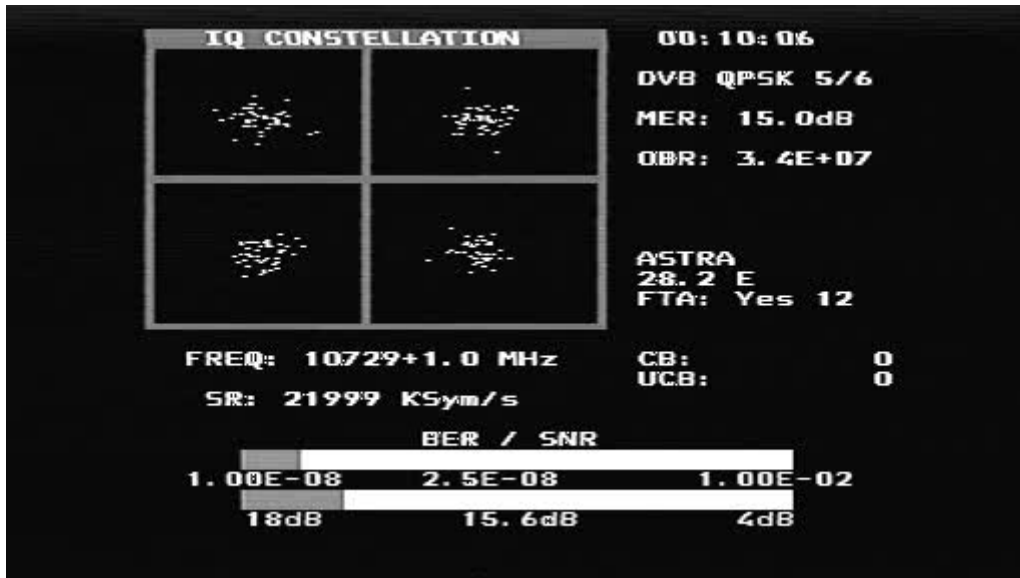 IQ CONSTELLATION
00:10:06
DVB QPSK 5/6
MER: 15.0dB
OBR: 3.4E+07
ASTRA
28.2 E
FTA: Yes 12
FREQ: 10729+1.0 MHz
CB: 0
UCB: 0
SR: 21999 KSym/s
BER / SNR
1.00E-08 2.5E-08 1.00E-02
18dB 15.6dB 4dB